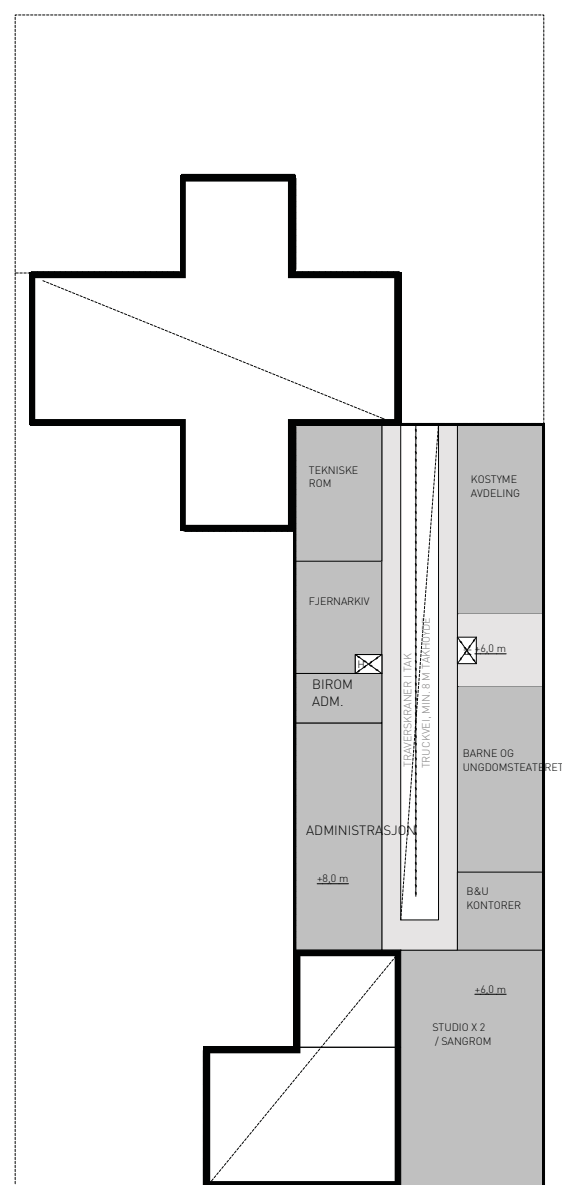 TEKNISKE
ROM
KOSTYME
AVDELING
FJERNARKIV
+6,0 m
BIROM
ADM.
TRAVERSKRANER I TAK
TRUCKVEI, MIN. 8 M TAKHØYDE
BARNE OG
UNGDOMSTEATERET
ADMINISTRASJON
+8,0 m
B&U
KONTORER
+6,0 m
STUDIO X 2
/ SANGROM